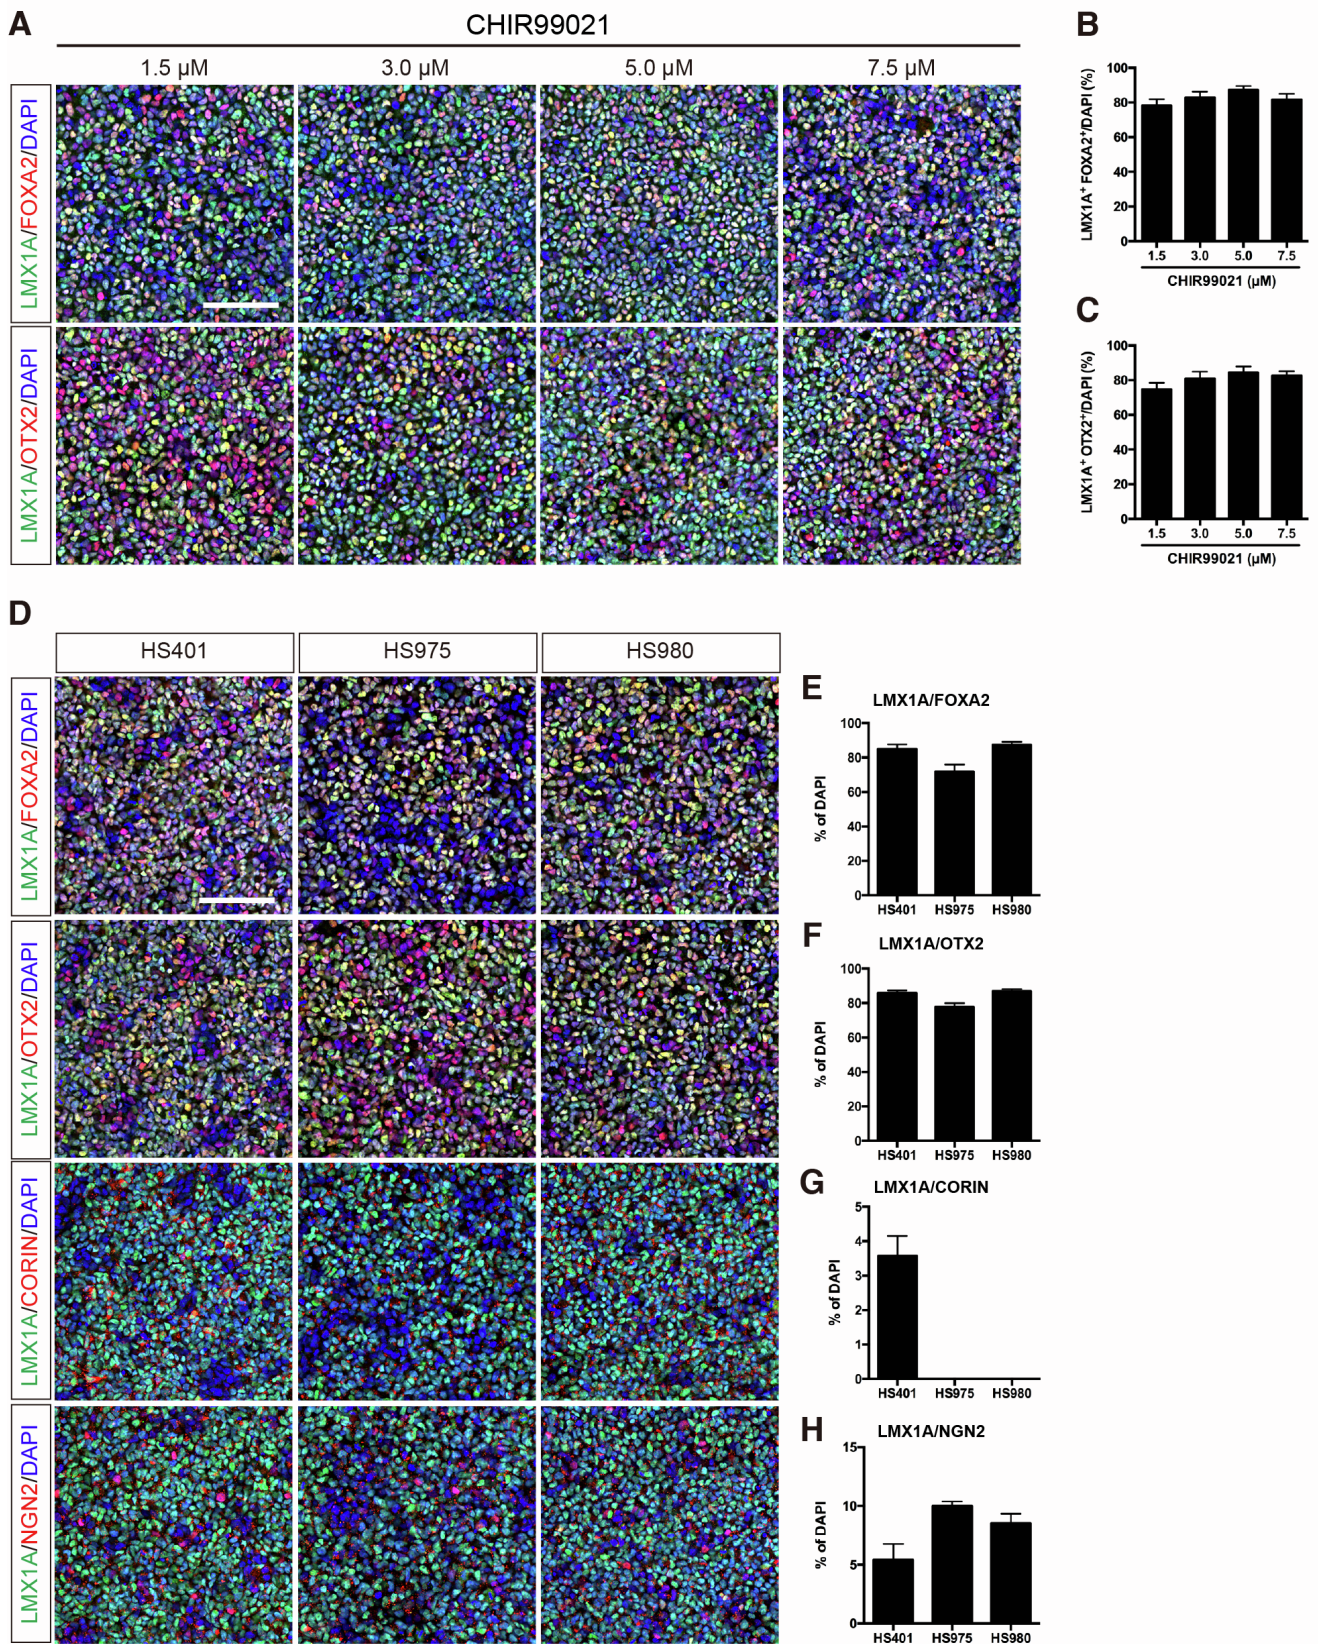 A
CHIR99021
1.5 µM
3.0 µM
5.0 µM
7.5 µM
LMX1A/FOXA2/DAPI
LMX1A/OTX2/DAPI
B
LMX1A+ FOXA2+/DAPI (%)
100
80
60
40
20
0
1.5
3.0
5.0
7.5
CHIR99021 (µM)
C
LMX1A+ OTX2+/DAPI (%)
100
80
60
40
20
0
1.5
3.0
5.0
7.5
CHIR99021 (µM)
D
HS401
HS975
HS980
LMX1A/FOXA2/DAPI
LMX1A/OTX2/DAPI
LMX1A/CORIN/DAPI
LMX1A/NGN2/DAPI
E
LMX1A/FOXA2
% of DAPI
100
80
60
40
20
0
HS401
HS975
HS980
F
LMX1A/OTX2
% of DAPI
100
80
60
40
20
0
HS401
HS975
HS980
G
LMX1A/CORIN
% of DAPI
5
4
3
2
1
0
HS401
HS975
HS980
H
LMX1A/NGN2
% of DAPI
15
10
5
0
HS401
HS975
HS980